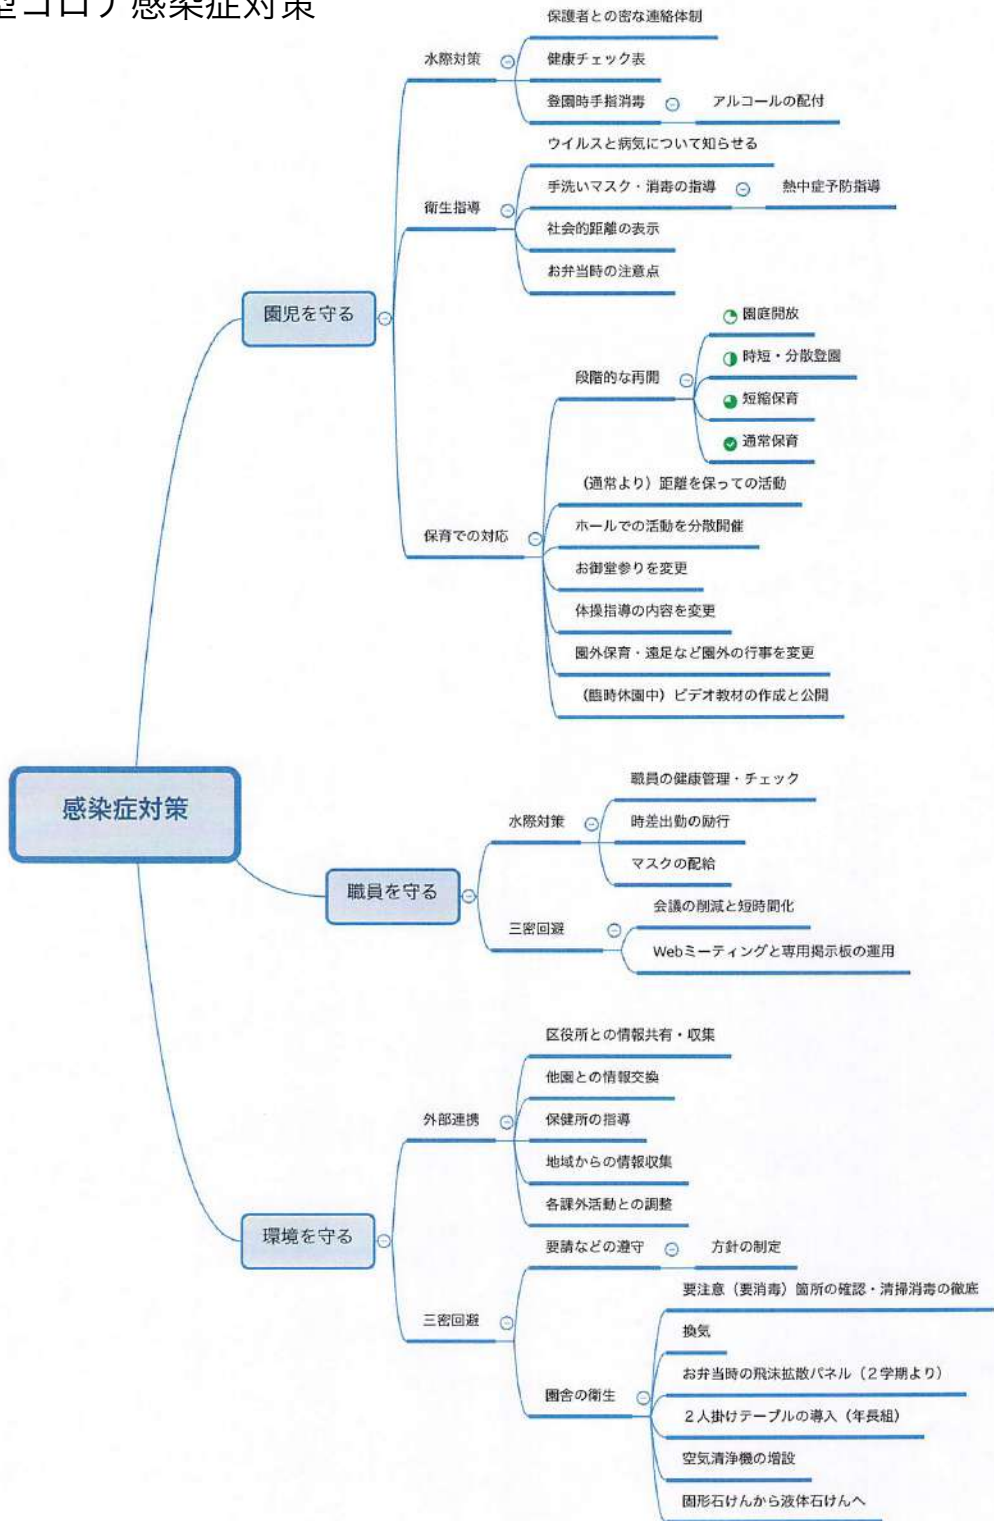 型コロナ感染症対策
保護者との密な連絡体制
水際対策
健康チェック表
登園時手指消毒
アルコールの配付
ウイルスと病気について知らせる
手洗いマスク・消毒の指導
熱中症予防指導
衛生指導
社会的距離の表示
お弁当時の注意点
園児を守る
園庭開放
時短・分散登園
段階的な再開
短縮保育
通常保育
（通常より）距離を保っての活動
ホールでの活動を分散開催
保育での対応
お御堂参りを変更
体操指導の内容を変更
園外保育・遠足など園外の行事を変更
（臨時休園中）ビデオ教材の作成と公開
感染症対策
職員の健康管理・チェック
水際対策
時差出勤の励行
マスクの配給
職員を守る
会議の削減と短時間化
三密回避
Webミーティングと専用掲示板の運用
区役所との情報共有・収集
他園との情報交換
外部連携
保健所の指導
地域からの情報収集
各課外活動との調整
環境を守る
要請などの遵守
方針の制定
要注意（要消毒）箇所の確認・清掃消毒の徹底
三密回避
換気
お弁当時の飛沫拡散パネル（２学期より）
園舎の衛生
２人掛けテーブルの導入（年長組）
空気清浄機の増設
固形石けんから液体石けんへ